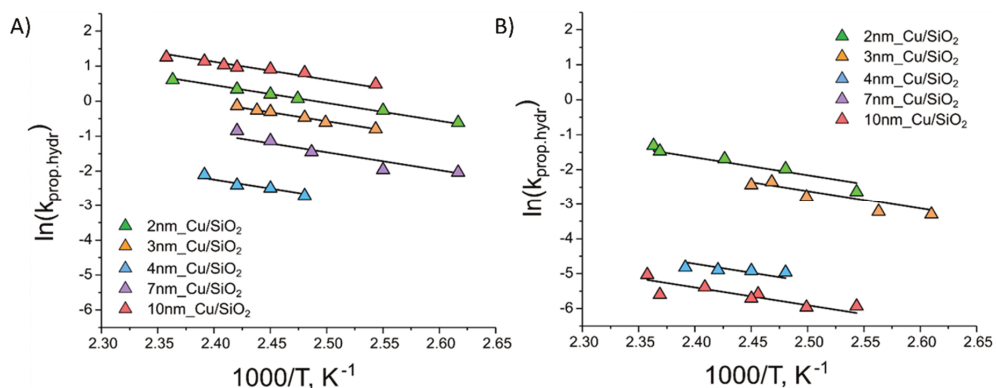 A)
2
1
0
-1
-2
-3
-4
-5
-6
ln(k_prop.hydr)
2nm_Cu/SiO₂
3nm_Cu/SiO₂
4nm_Cu/SiO₂
7nm_Cu/SiO₂
10nm_Cu/SiO₂
2.30 2.35 2.40 2.45 2.50 2.55 2.60 2.65
1000/T, K⁻¹
B)
2
1
0
-1
-2
-3
-4
-5
-6
ln(k_prop.hydr)
2nm_Cu/SiO₂
3nm_Cu/SiO₂
4nm_Cu/SiO₂
7nm_Cu/SiO₂
10nm_Cu/SiO₂
2.30 2.35 2.40 2.45 2.50 2.55 2.60 2.65
1000/T, K⁻¹